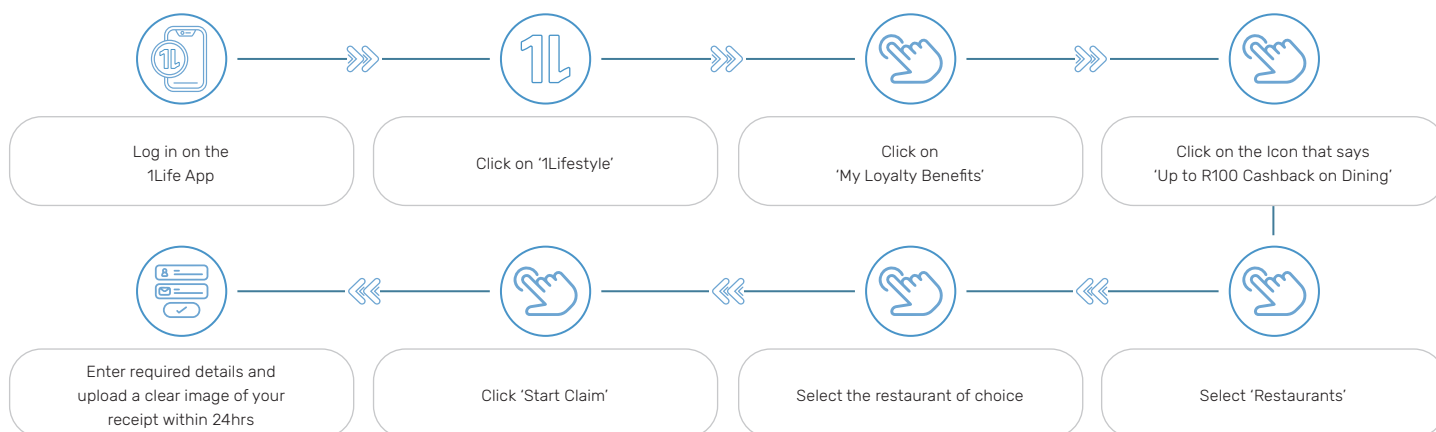 Log in on the
1Life App
Click on ‘1Lifestyle’
Click on
‘My Loyalty Benefits’
Click on the Icon that says
‘Up to R100 Cashback on Dining’
Select ‘Restaurants’
Select the restaurant of choice
Click ‘Start Claim’
Enter required details and
upload a clear image of your
receipt within 24hrs